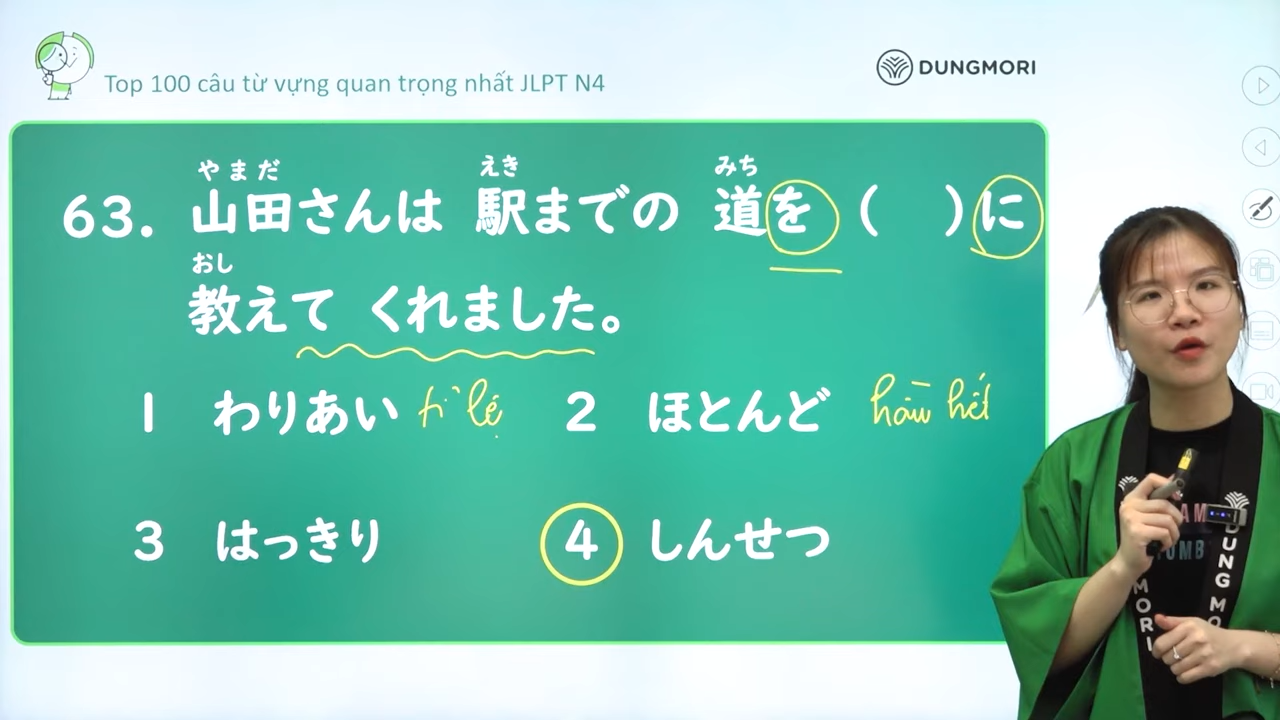 Top 100 câu từ vựng quan trọng nhất JLPT N4
DUNGMORI
やまだ えき みち
63. 山田さんは 駅までの 道を ( )に
おし
教えて くれました。
1 わりあい tỉ lệ 2 ほとんど hầu hết
3 はっきり 4 しんせつ
DUNG MO
MORI